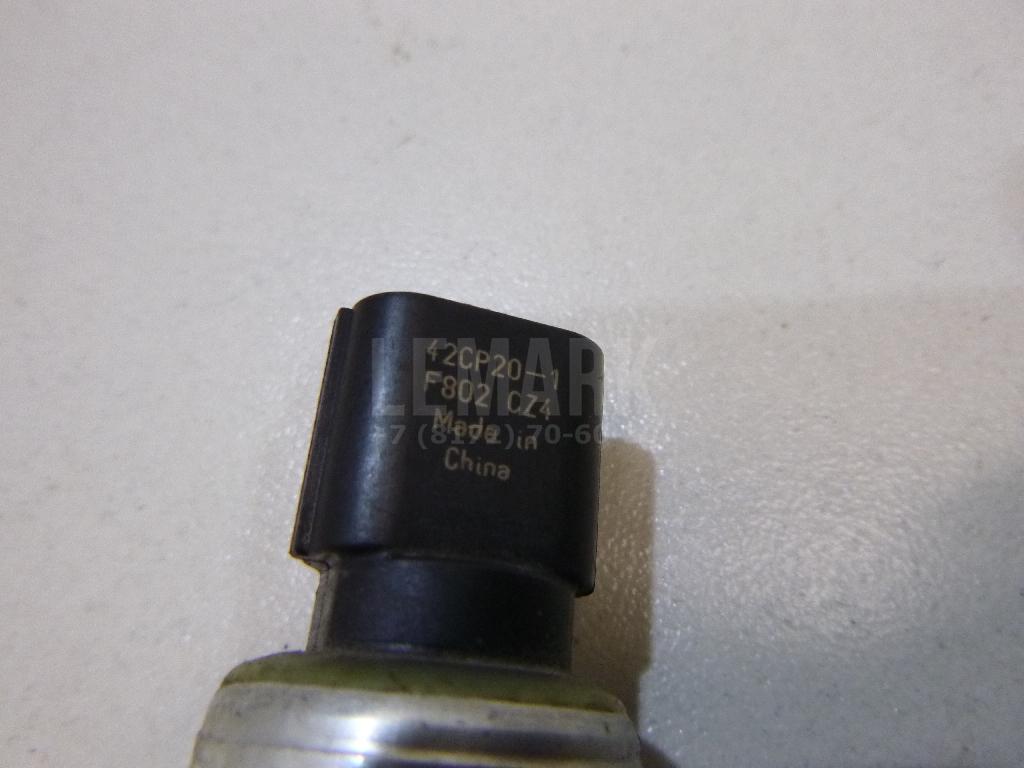 42CP20-1
F802 CZ4
Made in
China
LEMARK